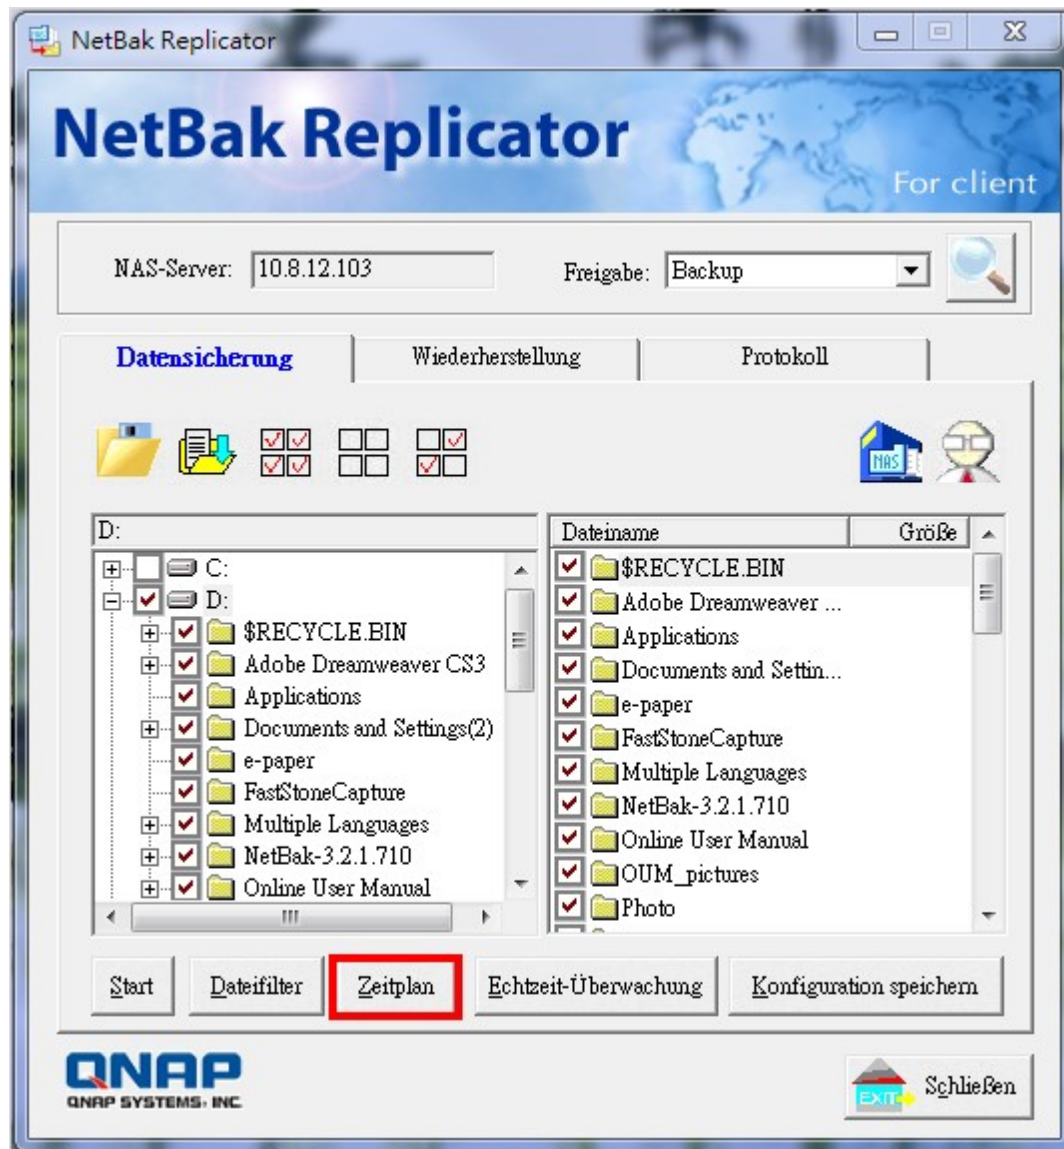 NetBak Replicator
NetBak Replicator
For client
NAS-Server: 10.8.12.103 Freigabe: Backup
Datensicherung Wiederherstellung Protokoll
NAS
D: Dateiname Größe
C: $RECYCLE.BIN
D: Adobe Dreamweaver ...
$RECYCLE.BIN Applications
Adobe Dreamweaver CS3 Documents and Settin...
Applications e-paper
Documents and Settings(2) FastStoneCapture
e-paper Multiple Languages
FastStoneCapture NetBak-3.2.1.710
Multiple Languages Online User Manual
NetBak-3.2.1.710 OUM_pictures
Online User Manual Photo
Start Dateifilter Zeitplan Echtzeit-Überwachung Konfiguration speichern
QNAP
QNAP SYSTEMS, INC.
EXIT Schließen